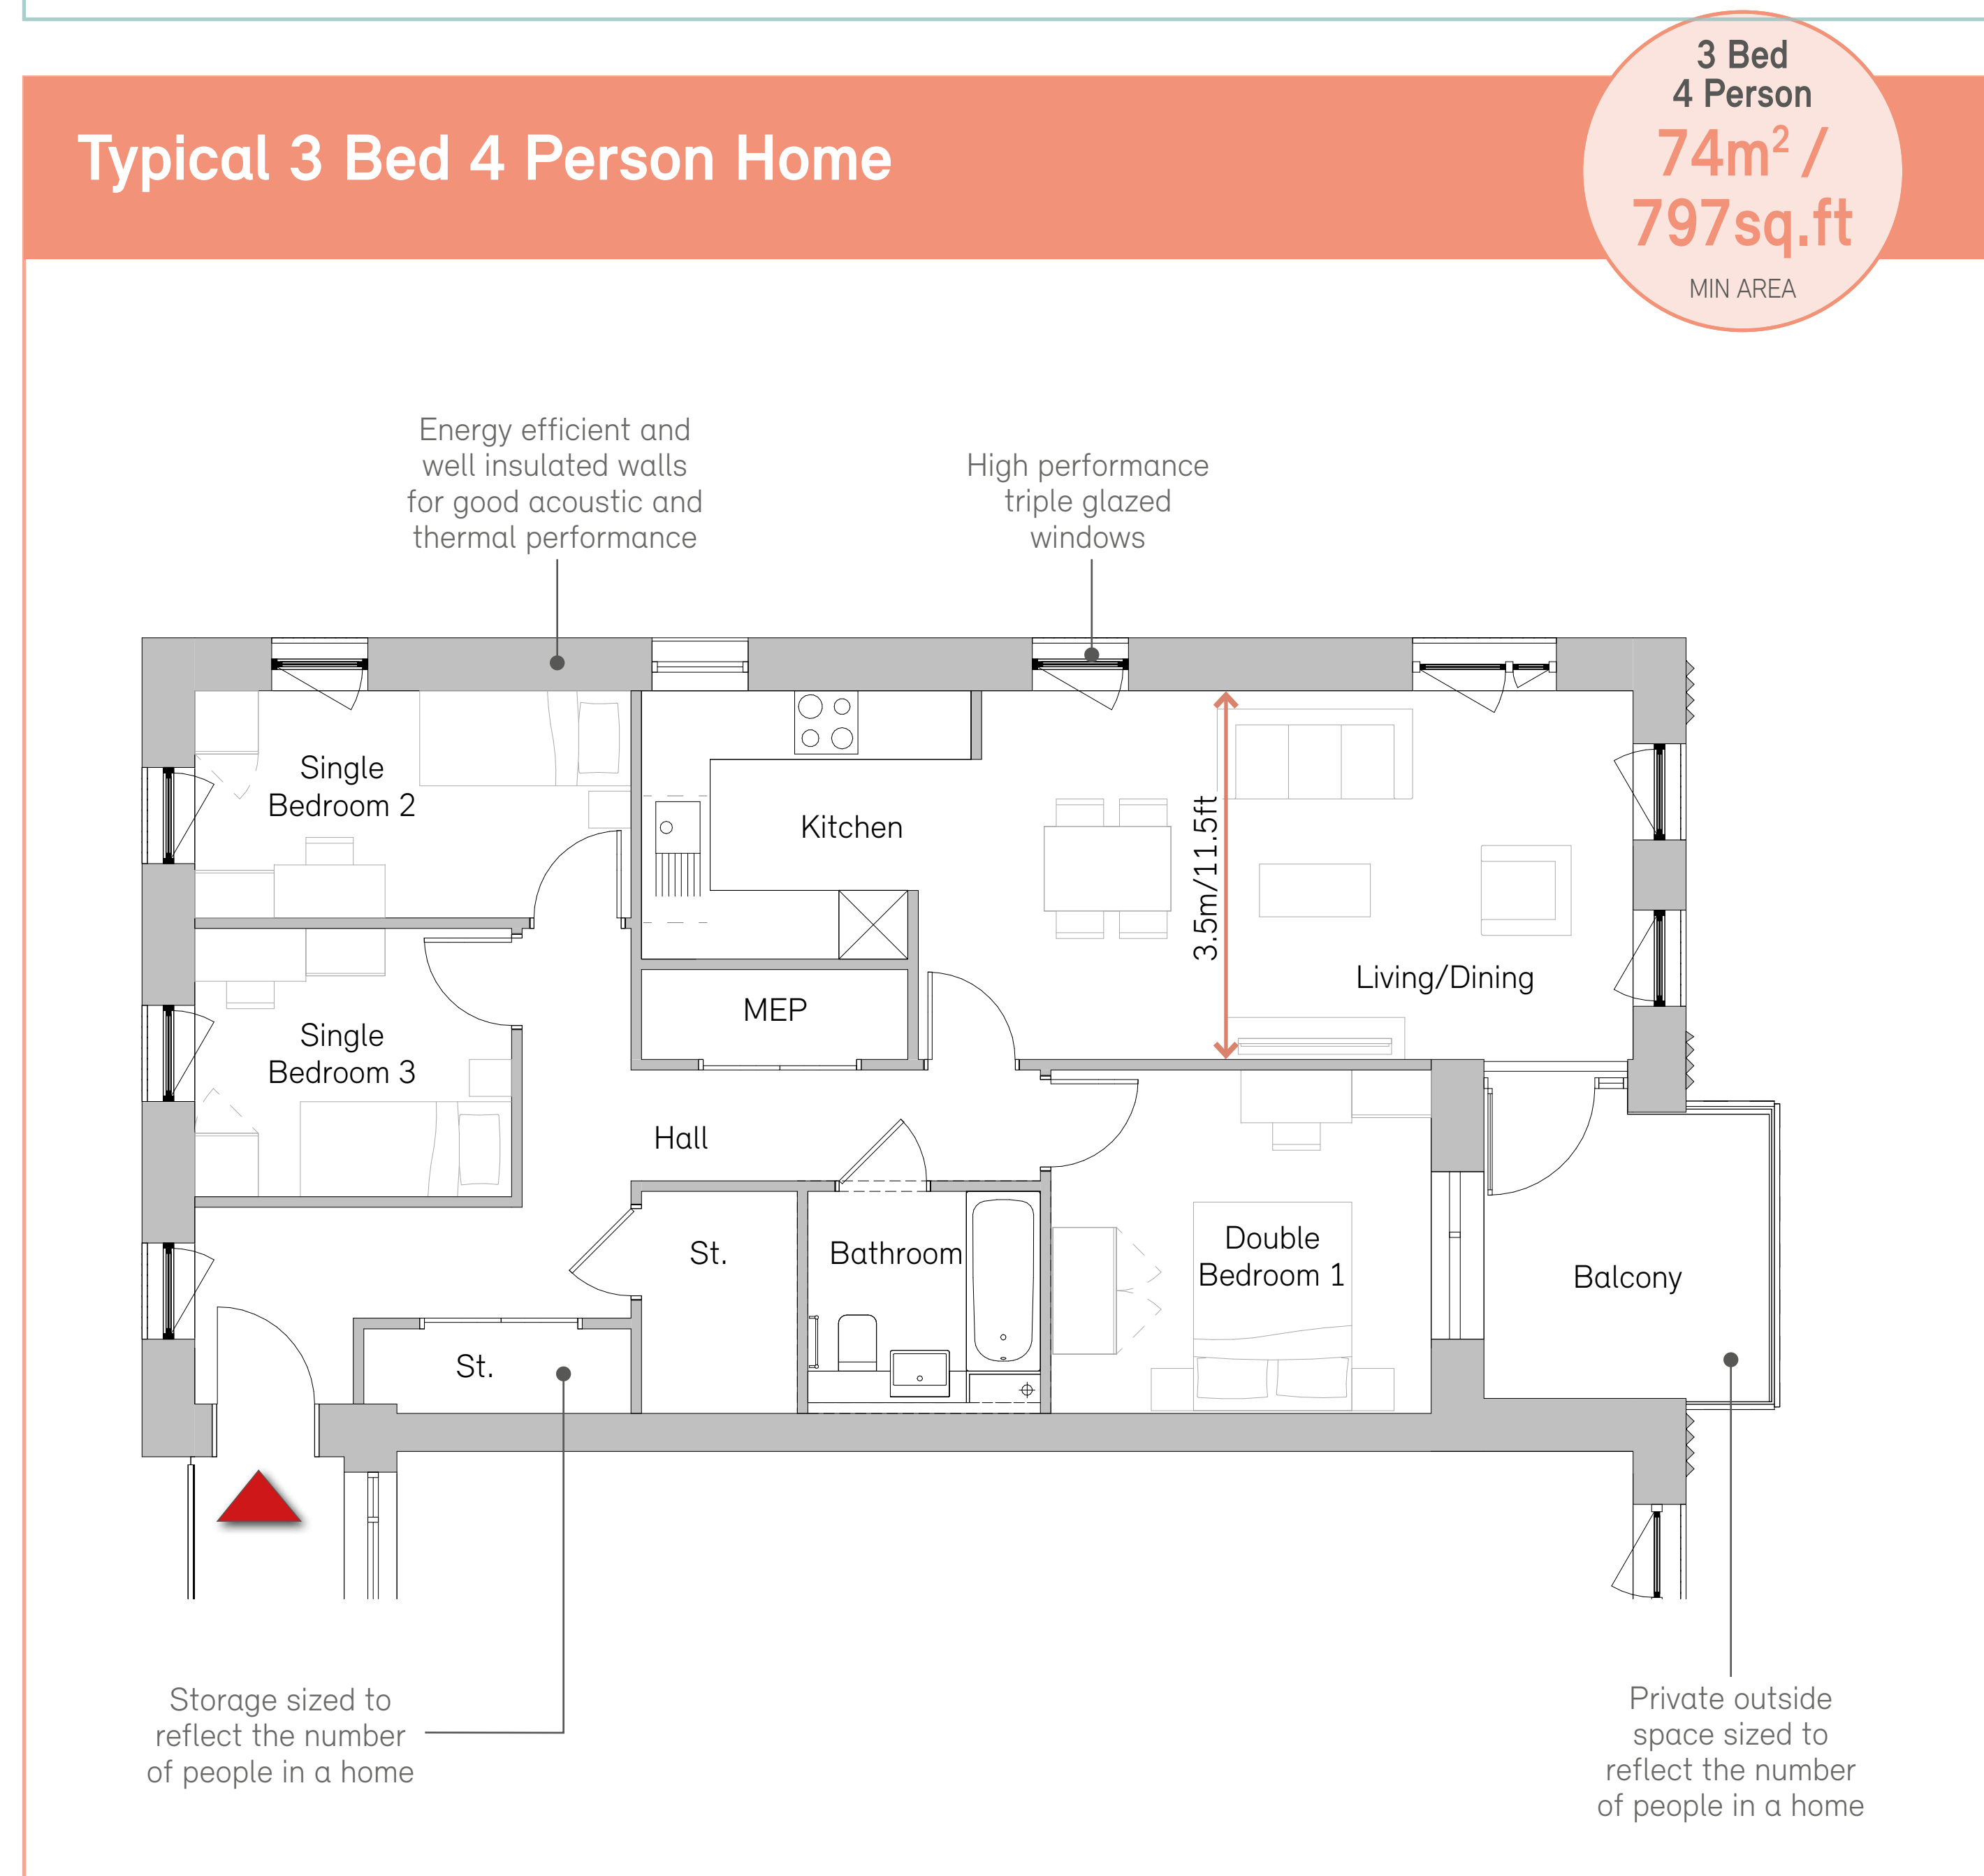 3 Bed
4 Person
74m² /
797sq.ft
MIN AREA
Typical 3 Bed 4 Person Home
Energy efficient and
well insulated walls
for good acoustic and
thermal performance
High performance
triple glazed
windows
Single
Bedroom 2
Kitchen
3.5m/11.5ft
Living/Dining
MEP
Single
Bedroom 3
Hall
St.
Bathroom
Double
Bedroom 1
Balcony
St.
Storage sized to
reflect the number
of people in a home
Private outside
space sized to
reflect the number
of people in a home